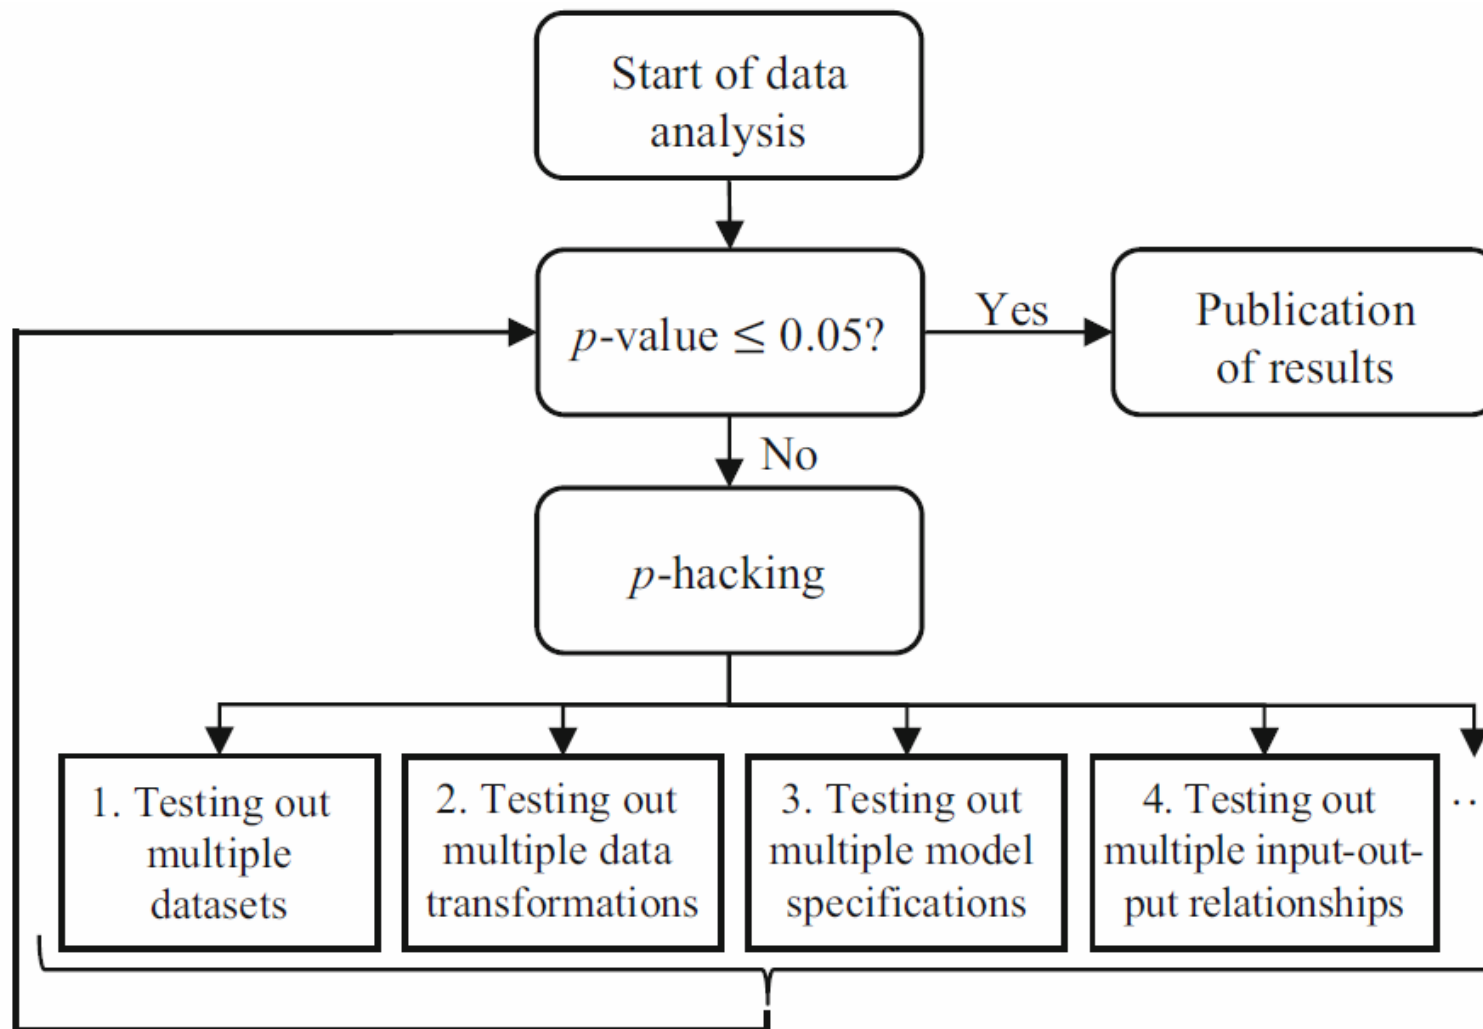 Start of data
analysis
p-value ≤ 0.05?
Yes
Publication
of results
No
p-hacking
1. Testing out
multiple
datasets
2. Testing out
multiple data
transformations
3. Testing out
multiple model
specifications
4. Testing out
multiple input-out-
put relationships
..